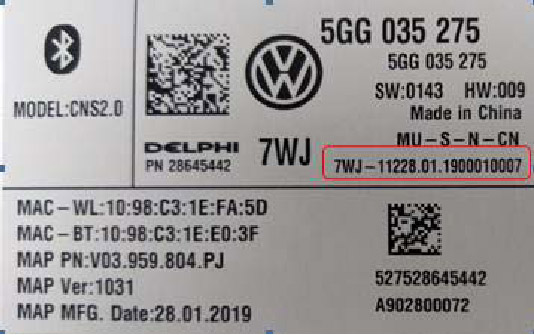 5GG 035 275
5GG 035 275
SW:0143 HW:009
MODEL:CNS2.0
Made in China
MU-S-N-CN
DELPHI
7WJ
PN 28645442
7WJ-11228.01.1900010007
MAC-WL:10:98:C3:1E:FA:5D
MAC-BT:10:98:C3:1E:E0:3F
MAP PN:V03.959.804.PJ
MAP Ver:1031
MAP MFG. Date:28.01.2019
527528645442
A902800072